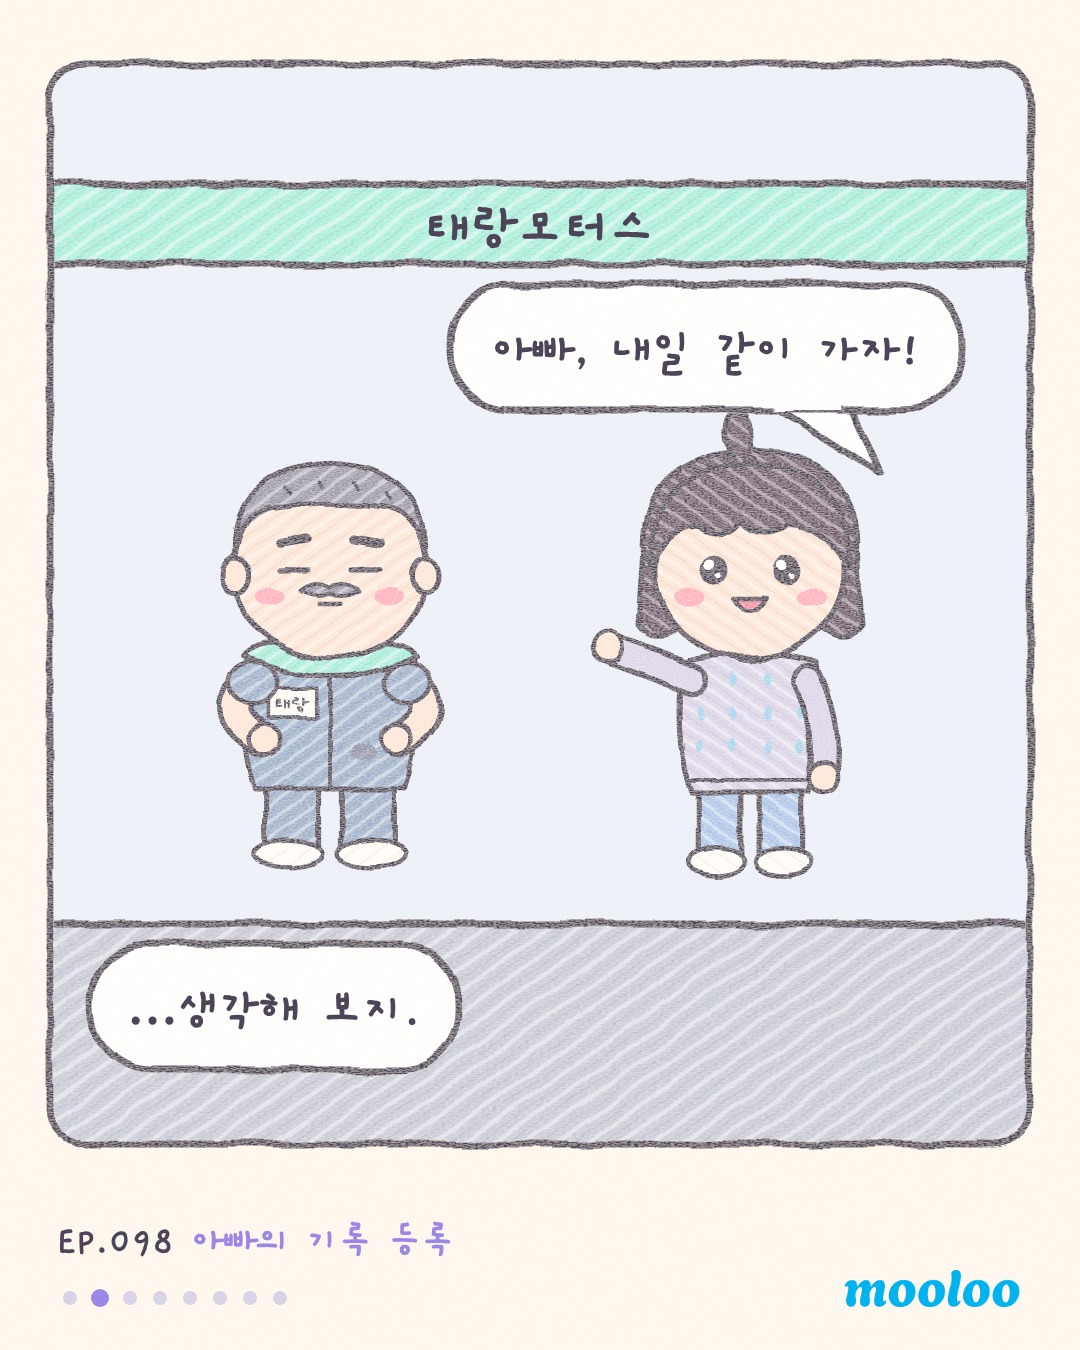 태랑모터스
아빠, 내일 같이 가자!
태랑
...생각해 보지.
EP.098 아빠의 기록 등록
mooloo